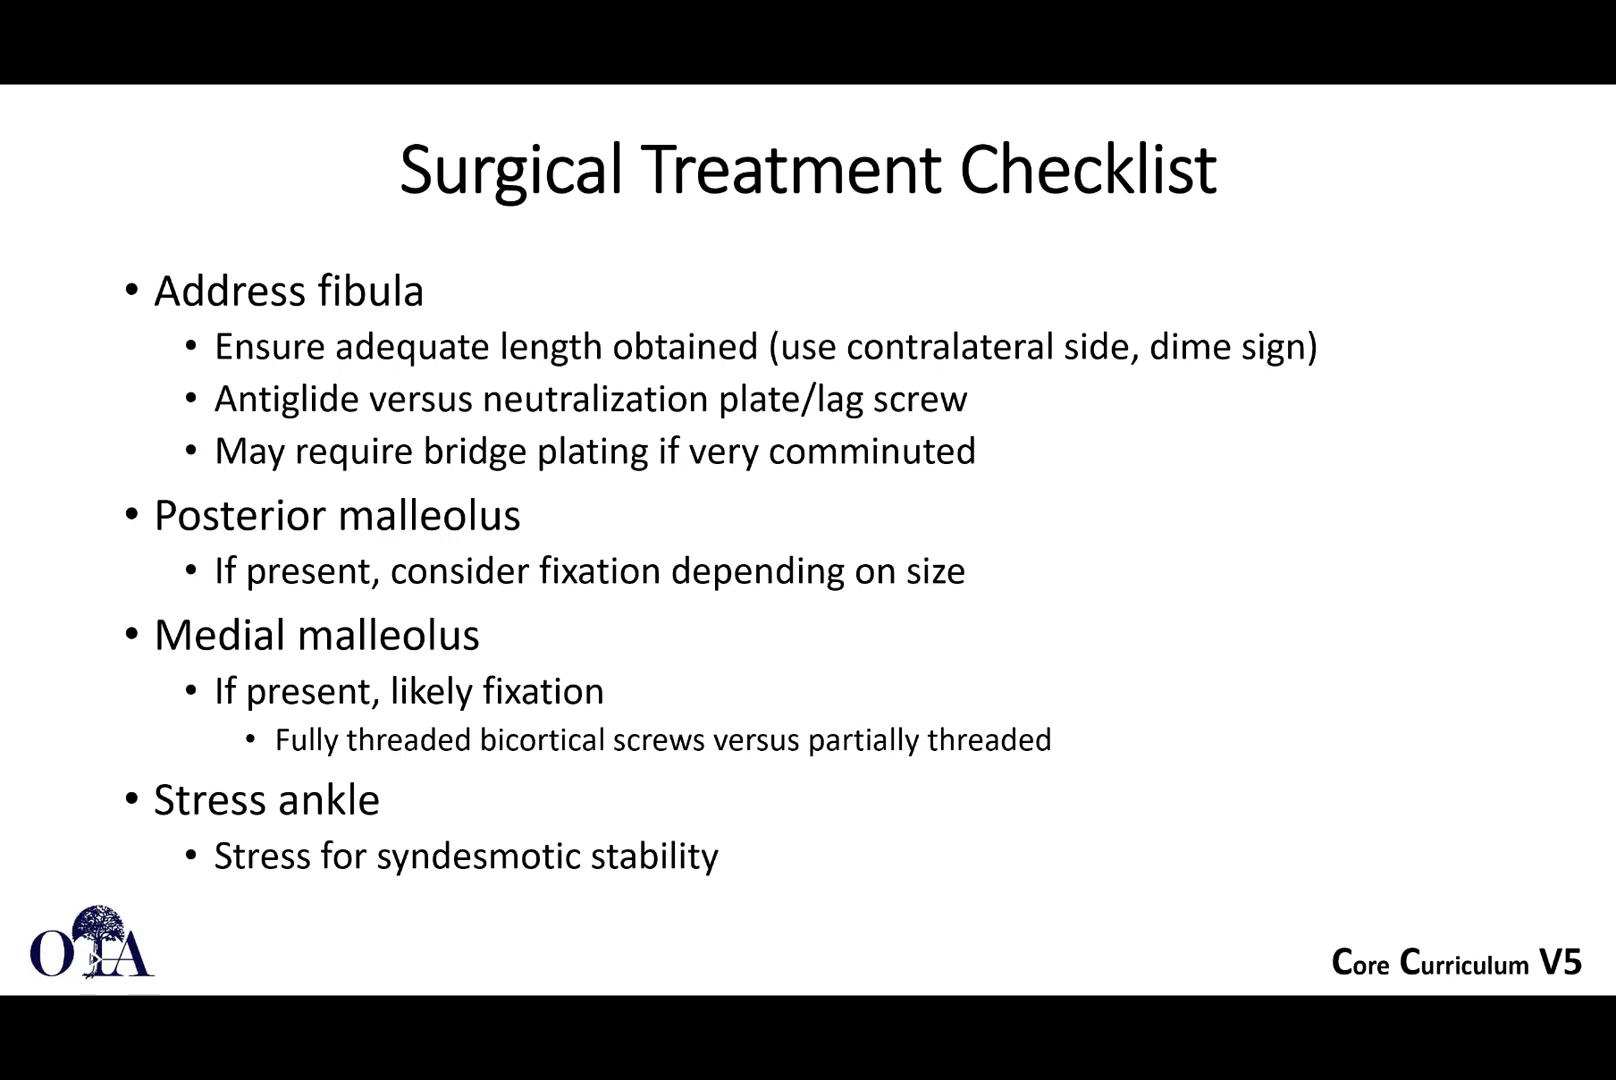 Surgical Treatment Checklist
• Address fibula
• Ensure adequate length obtained (use contralateral side, dime sign)
• Antiglide versus neutralization plate/lag screw
• May require bridge plating if very comminuted
• Posterior malleolus
• If present, consider fixation depending on size
• Medial malleolus
• If present, likely fixation
• Fully threaded bicortical screws versus partially threaded
• Stress ankle
• Stress for syndesmotic stability
OTA
Core Curriculum V5